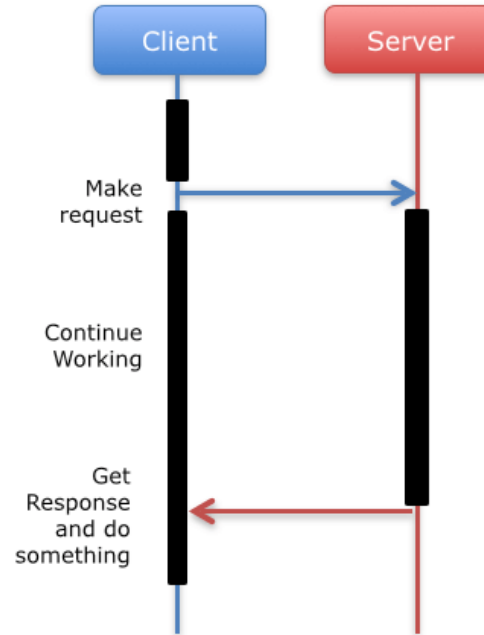 Client
Server
Make
request
Continue
Working
Get
Response
and do
something